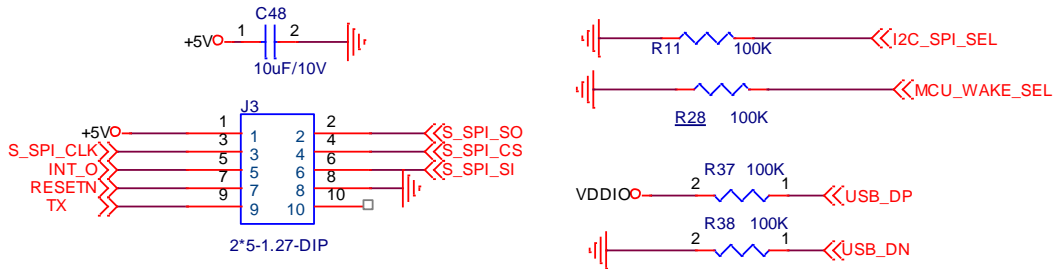 C48
1 2
+5V
10uF/10V
R11 100K
I2C_SPI_SEL
MCU_WAKE_SEL
R28 100K
J3
+5V 1 1 2 2 S_SPI_SO
S_SPI_CLK 3 3 4 4 S_SPI_CS
INT_O 5 5 6 6 S_SPI_SI
RESETN 7 7 8 8
TX 9 9 10 10
2*5-1.27-DIP
R37 100K
VDDIO 2 1 USB_DP
R38 100K
2 1 USB_DN